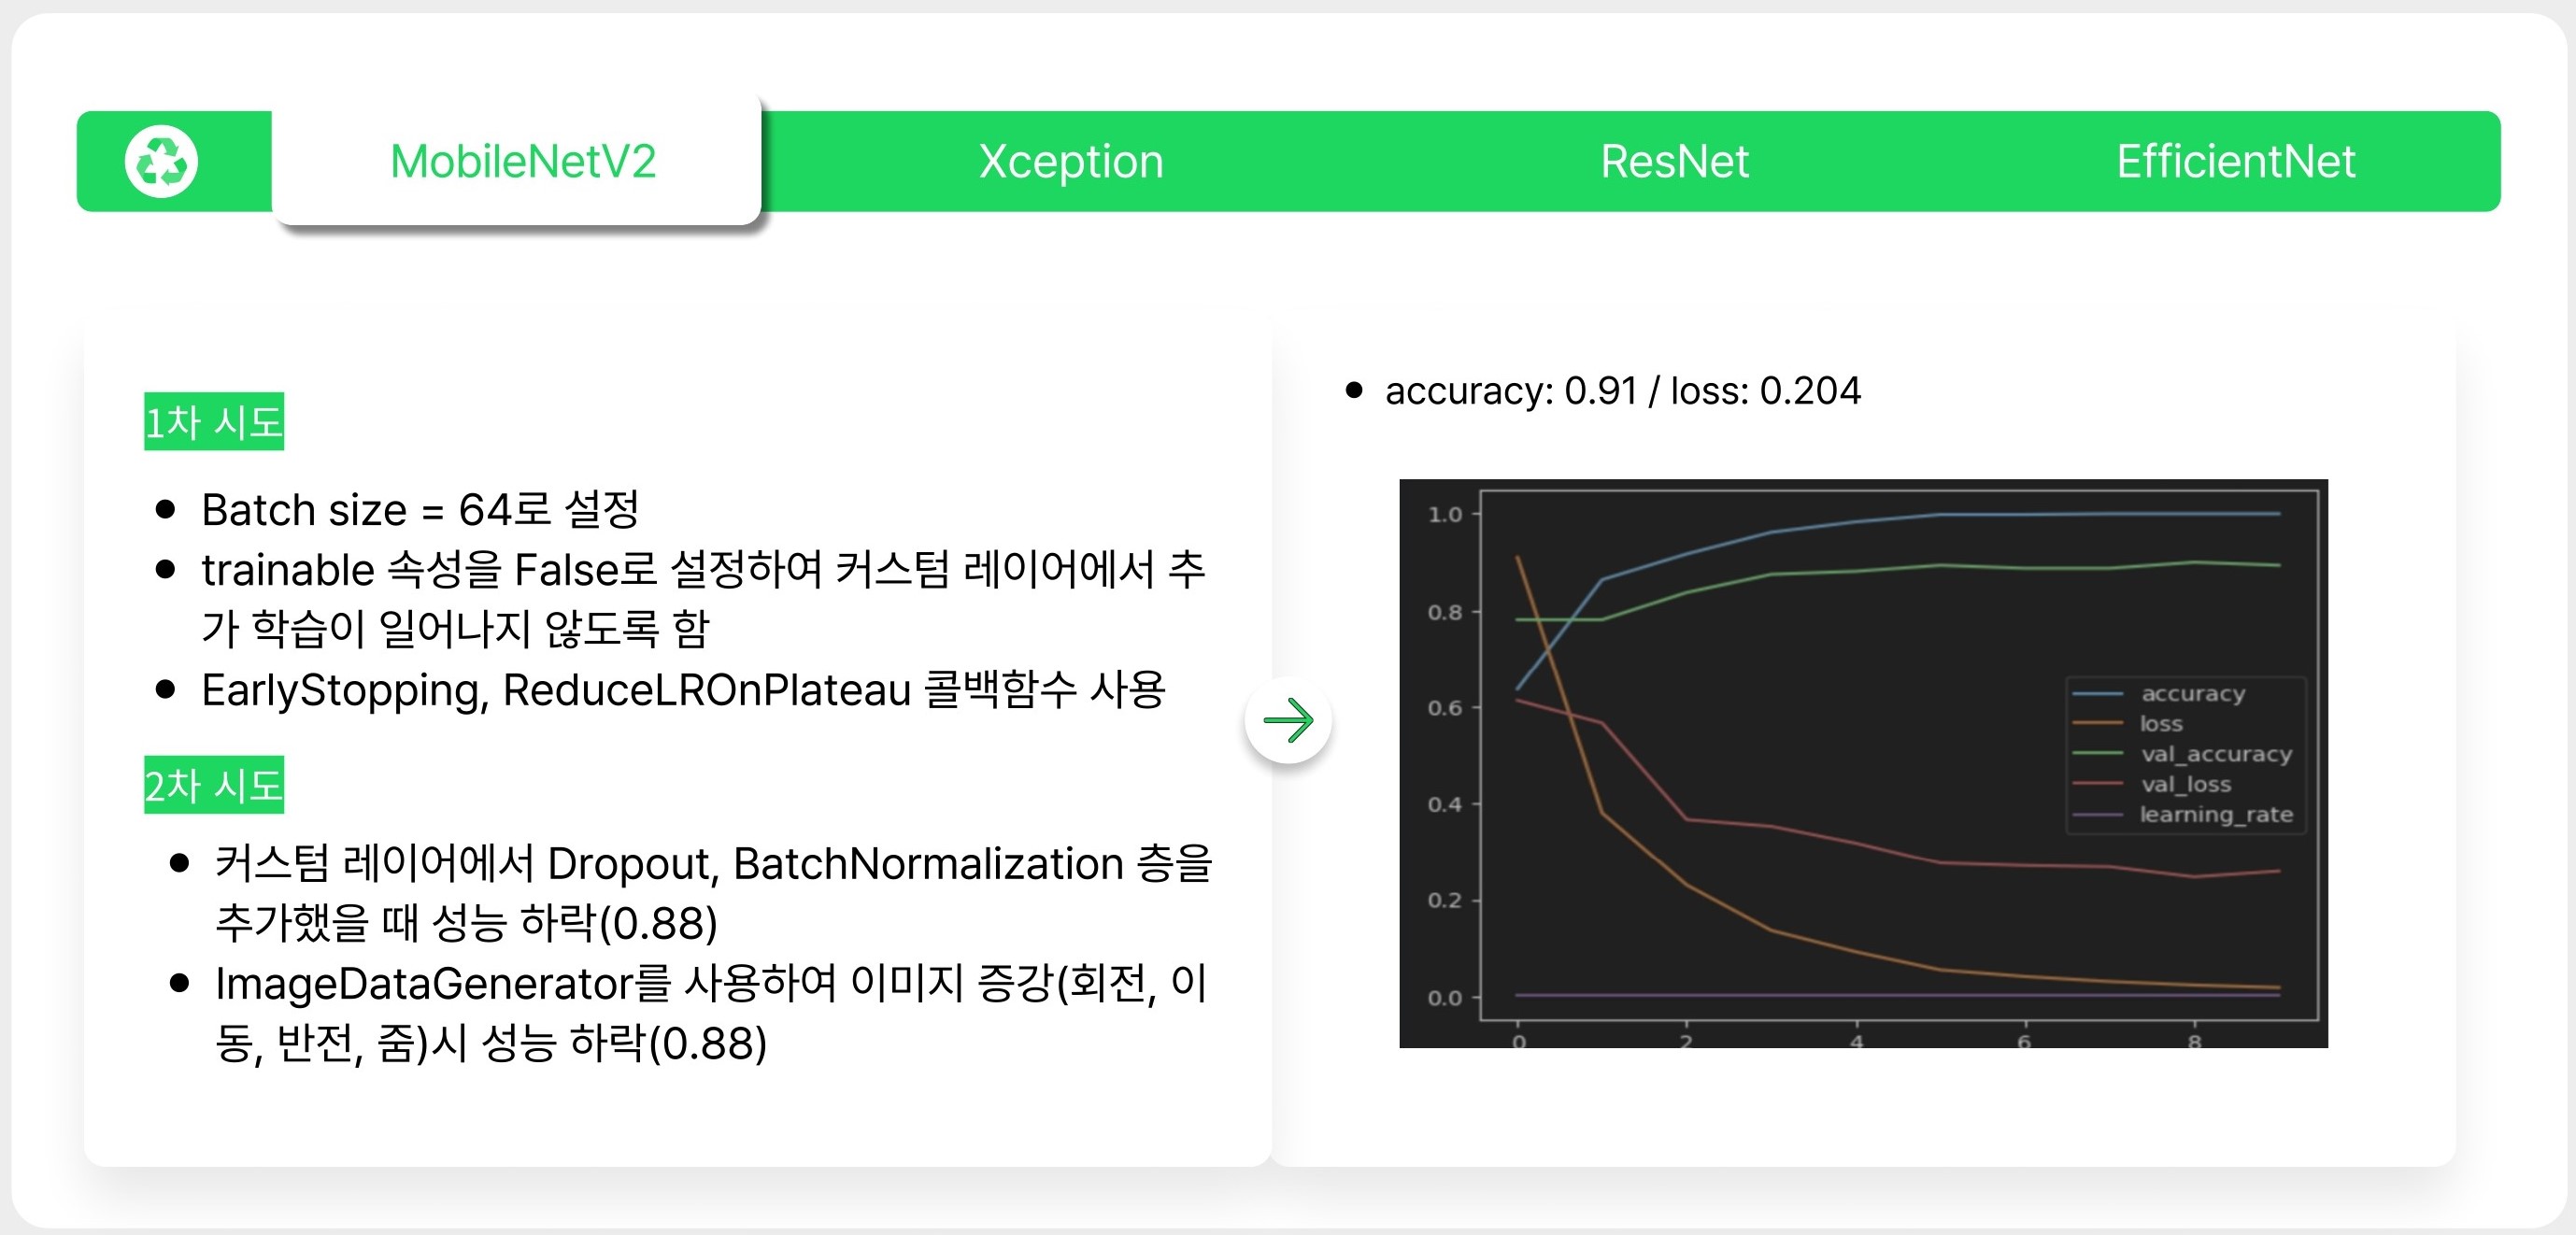 MobileNetV2
Xception
ResNet
EfficientNet
1차 시도
• Batch size = 64로 설정
• trainable 속성을 False로 설정하여 커스텀 레이어에서 추
가 학습이 일어나지 않도록 함
• EarlyStopping, ReduceLROnPlateau 콜백함수 사용
2차 시도
• 커스텀 레이어에서 Dropout, BatchNormalization 층을
추가했을 때 성능 하락(0.88)
• ImageDataGenerator를 사용하여 이미지 증강(회전, 이
동, 반전, 줌)시 성능 하락(0.88)
• accuracy: 0.91 / loss: 0.204
1.0
0.8
0.6
0.4
0.2
0.0
accuracy
loss
val_accuracy
val_loss
learning_rate
0 2 4 6 8